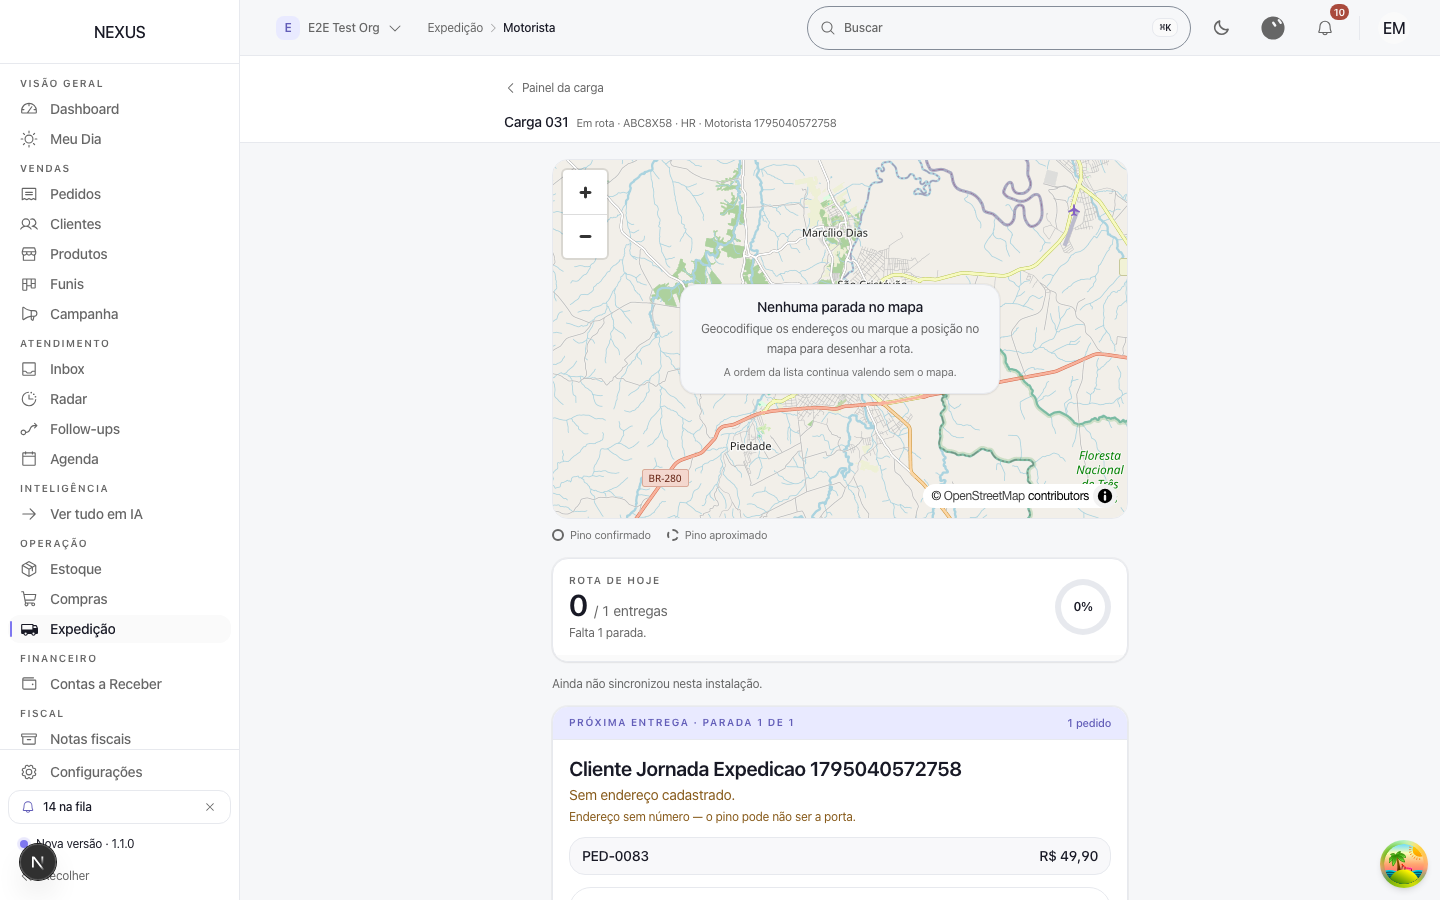 NEXUS
VISÃO GERAL
Dashboard
Meu Dia
VENDAS
Pedidos
Clientes
Produtos
Funis
Campanha
ATENDIMENTO
Inbox
Radar
Follow-ups
Agenda
INTELIGÊNCIA
Ver tudo em IA
OPERAÇÃO
Estoque
Compras
Expedição
FINANCEIRO
Contas a Receber
FISCAL
Notas fiscais
Configurações
14 na fila
Nova versão · 1.1.0
N
E E2E Test Org
Expedição > Motorista
Buscar ⌘K
10
EM
Painel da carga
Carga 031 Em rota · ABC8X58 · HR · Motorista 1795040572758
+
−
Marcílio Dias
Nenhuma parada no mapa
Geocodifique os endereços ou marque a posição no
mapa para desenhar a rota.
A ordem da lista continua valendo sem o mapa.
Piedade
BR-280
Floresta
Nacional
de Três
© OpenStreetMap contributors
Pino confirmado Pino aproximado
ROTA DE HOJE
0 / 1 entregas
Falta 1 parada.
0%
Ainda não sincronizou nesta instalação.
PRÓXIMA ENTREGA · PARADA 1 DE 1
1 pedido
Cliente Jornada Expedicao 1795040572758
Sem endereço cadastrado.
Endereço sem número — o pino pode não ser a porta.
PED-0083 R$ 49,90